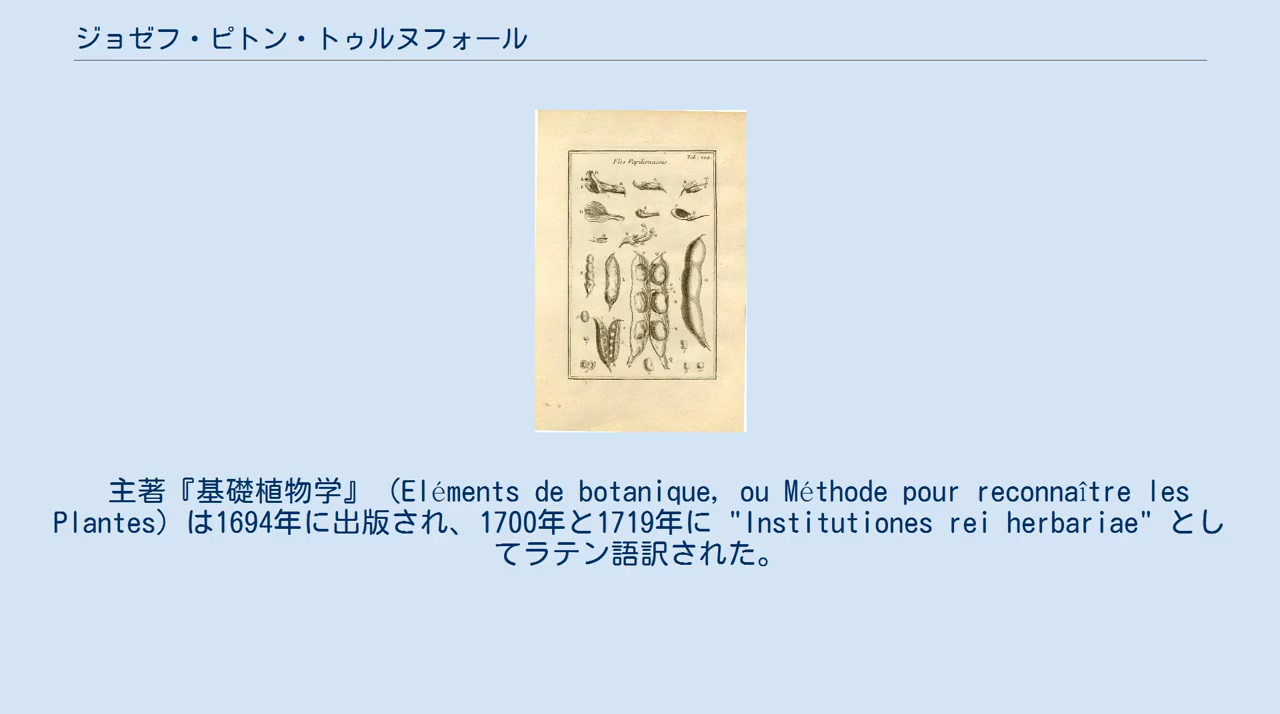 ジョゼフ・ピトン・トゥルヌフォール
Flos Papilionaceus
Tab.
主著『基礎植物学』（Eléments de botanique, ou Méthode pour reconnaître les
Plantes）は1694年に出版され、1700年と1719年に "Institutiones rei herbariae" とし
てラテン語訳された。